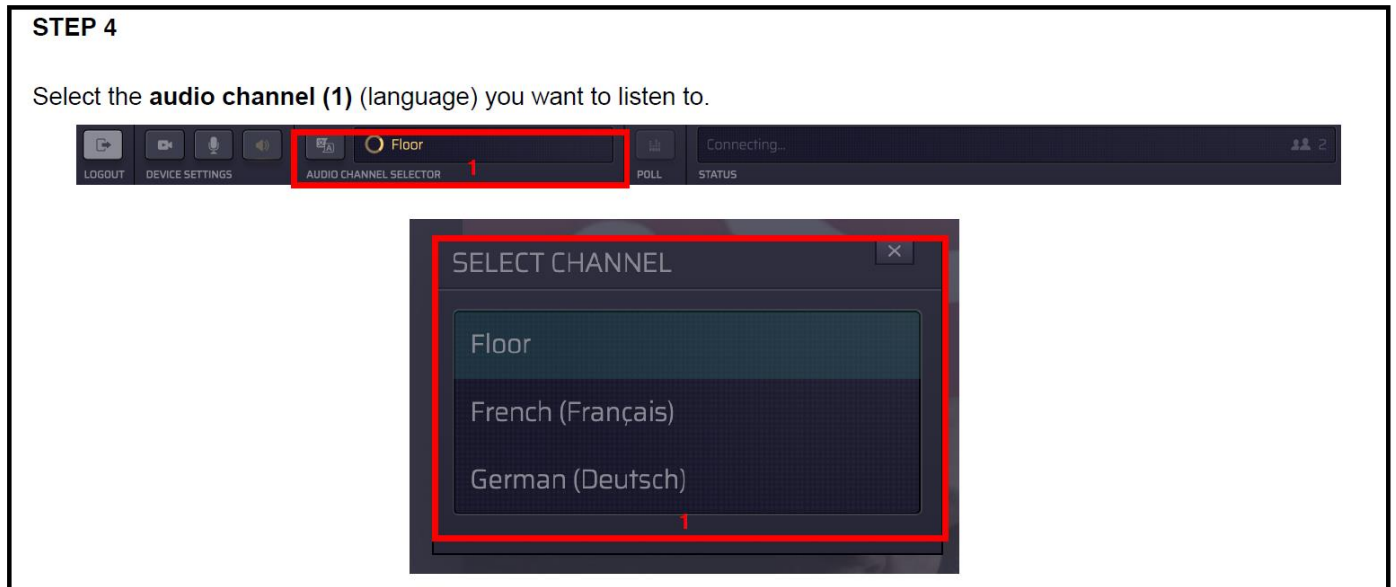 STEP 4
Select the audio channel (1) (language) you want to listen to.
Floor
Connecting...
2
1
LOGOUT
DEVICE SETTINGS
AUDIO CHANNEL SELECTOR
POLL
STATUS
SELECT CHANNEL
Floor
French (Français)
German (Deutsch)
1